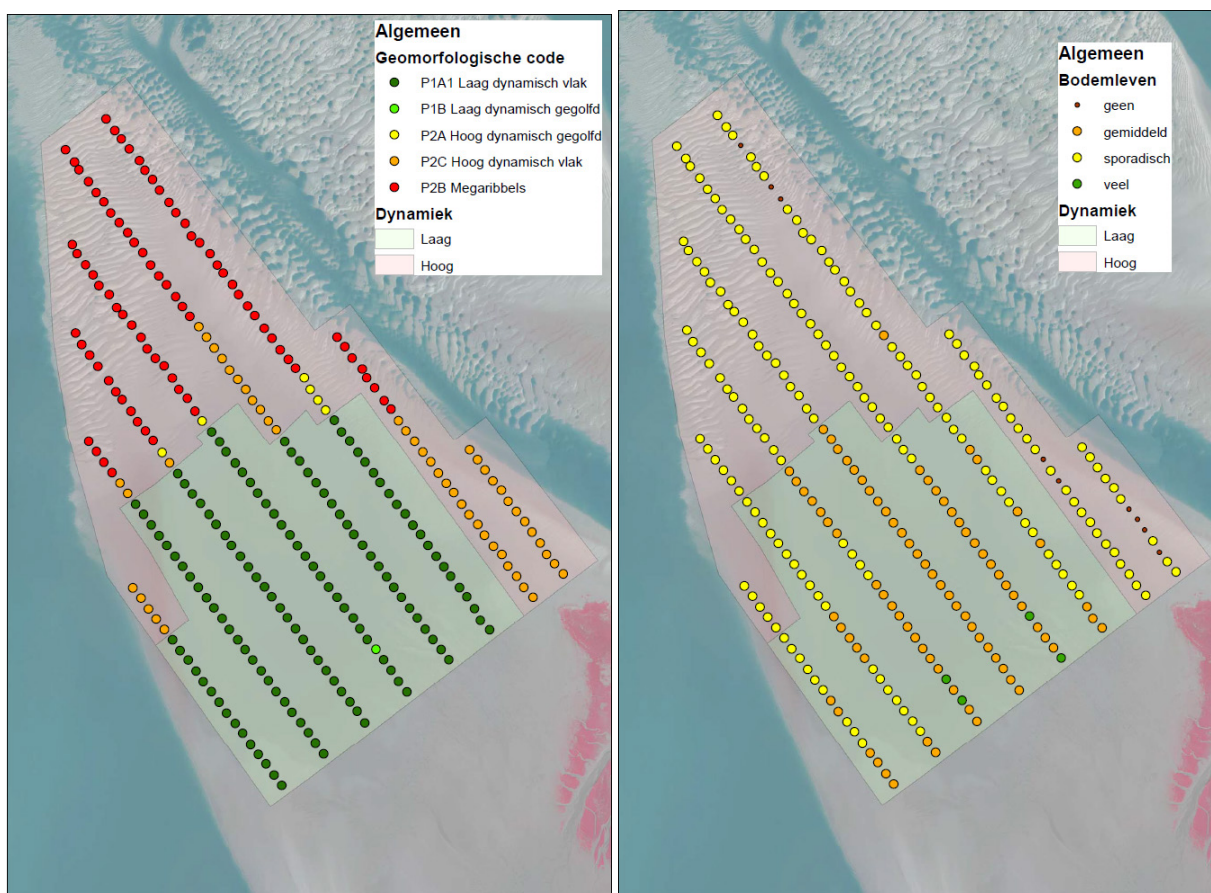 Algemeen
Geomorfologische code
P1A1 Laag dynamisch vlak
P1B Laag dynamisch gegolfd
P2A Hoog dynamisch gegolfd
P2C Hoog dynamisch vlak
P2B Megaribbels
Dynamiek
Laag
Hoog
Algemeen
Bodemleven
geen
gemiddeld
sporadisch
veel
Dynamiek
Laag
Hoog